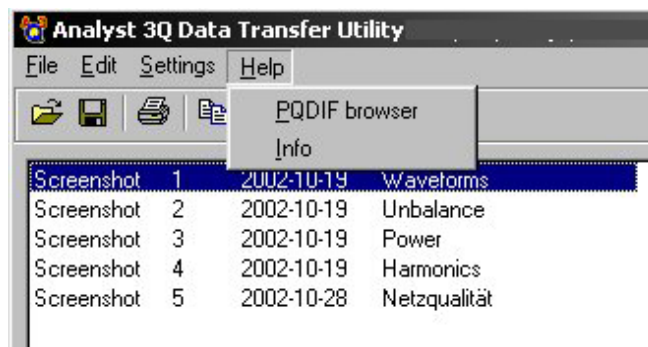 Analyst 3Q Data Transfer Utility
File Edit Settings Help
PQDIF browser
Info
Screenshot 1 2002-10-19 Waveforms
Screenshot 2 2002-10-19 Unbalance
Screenshot 3 2002-10-19 Power
Screenshot 4 2002-10-19 Harmonics
Screenshot 5 2002-10-28 Netzqualität